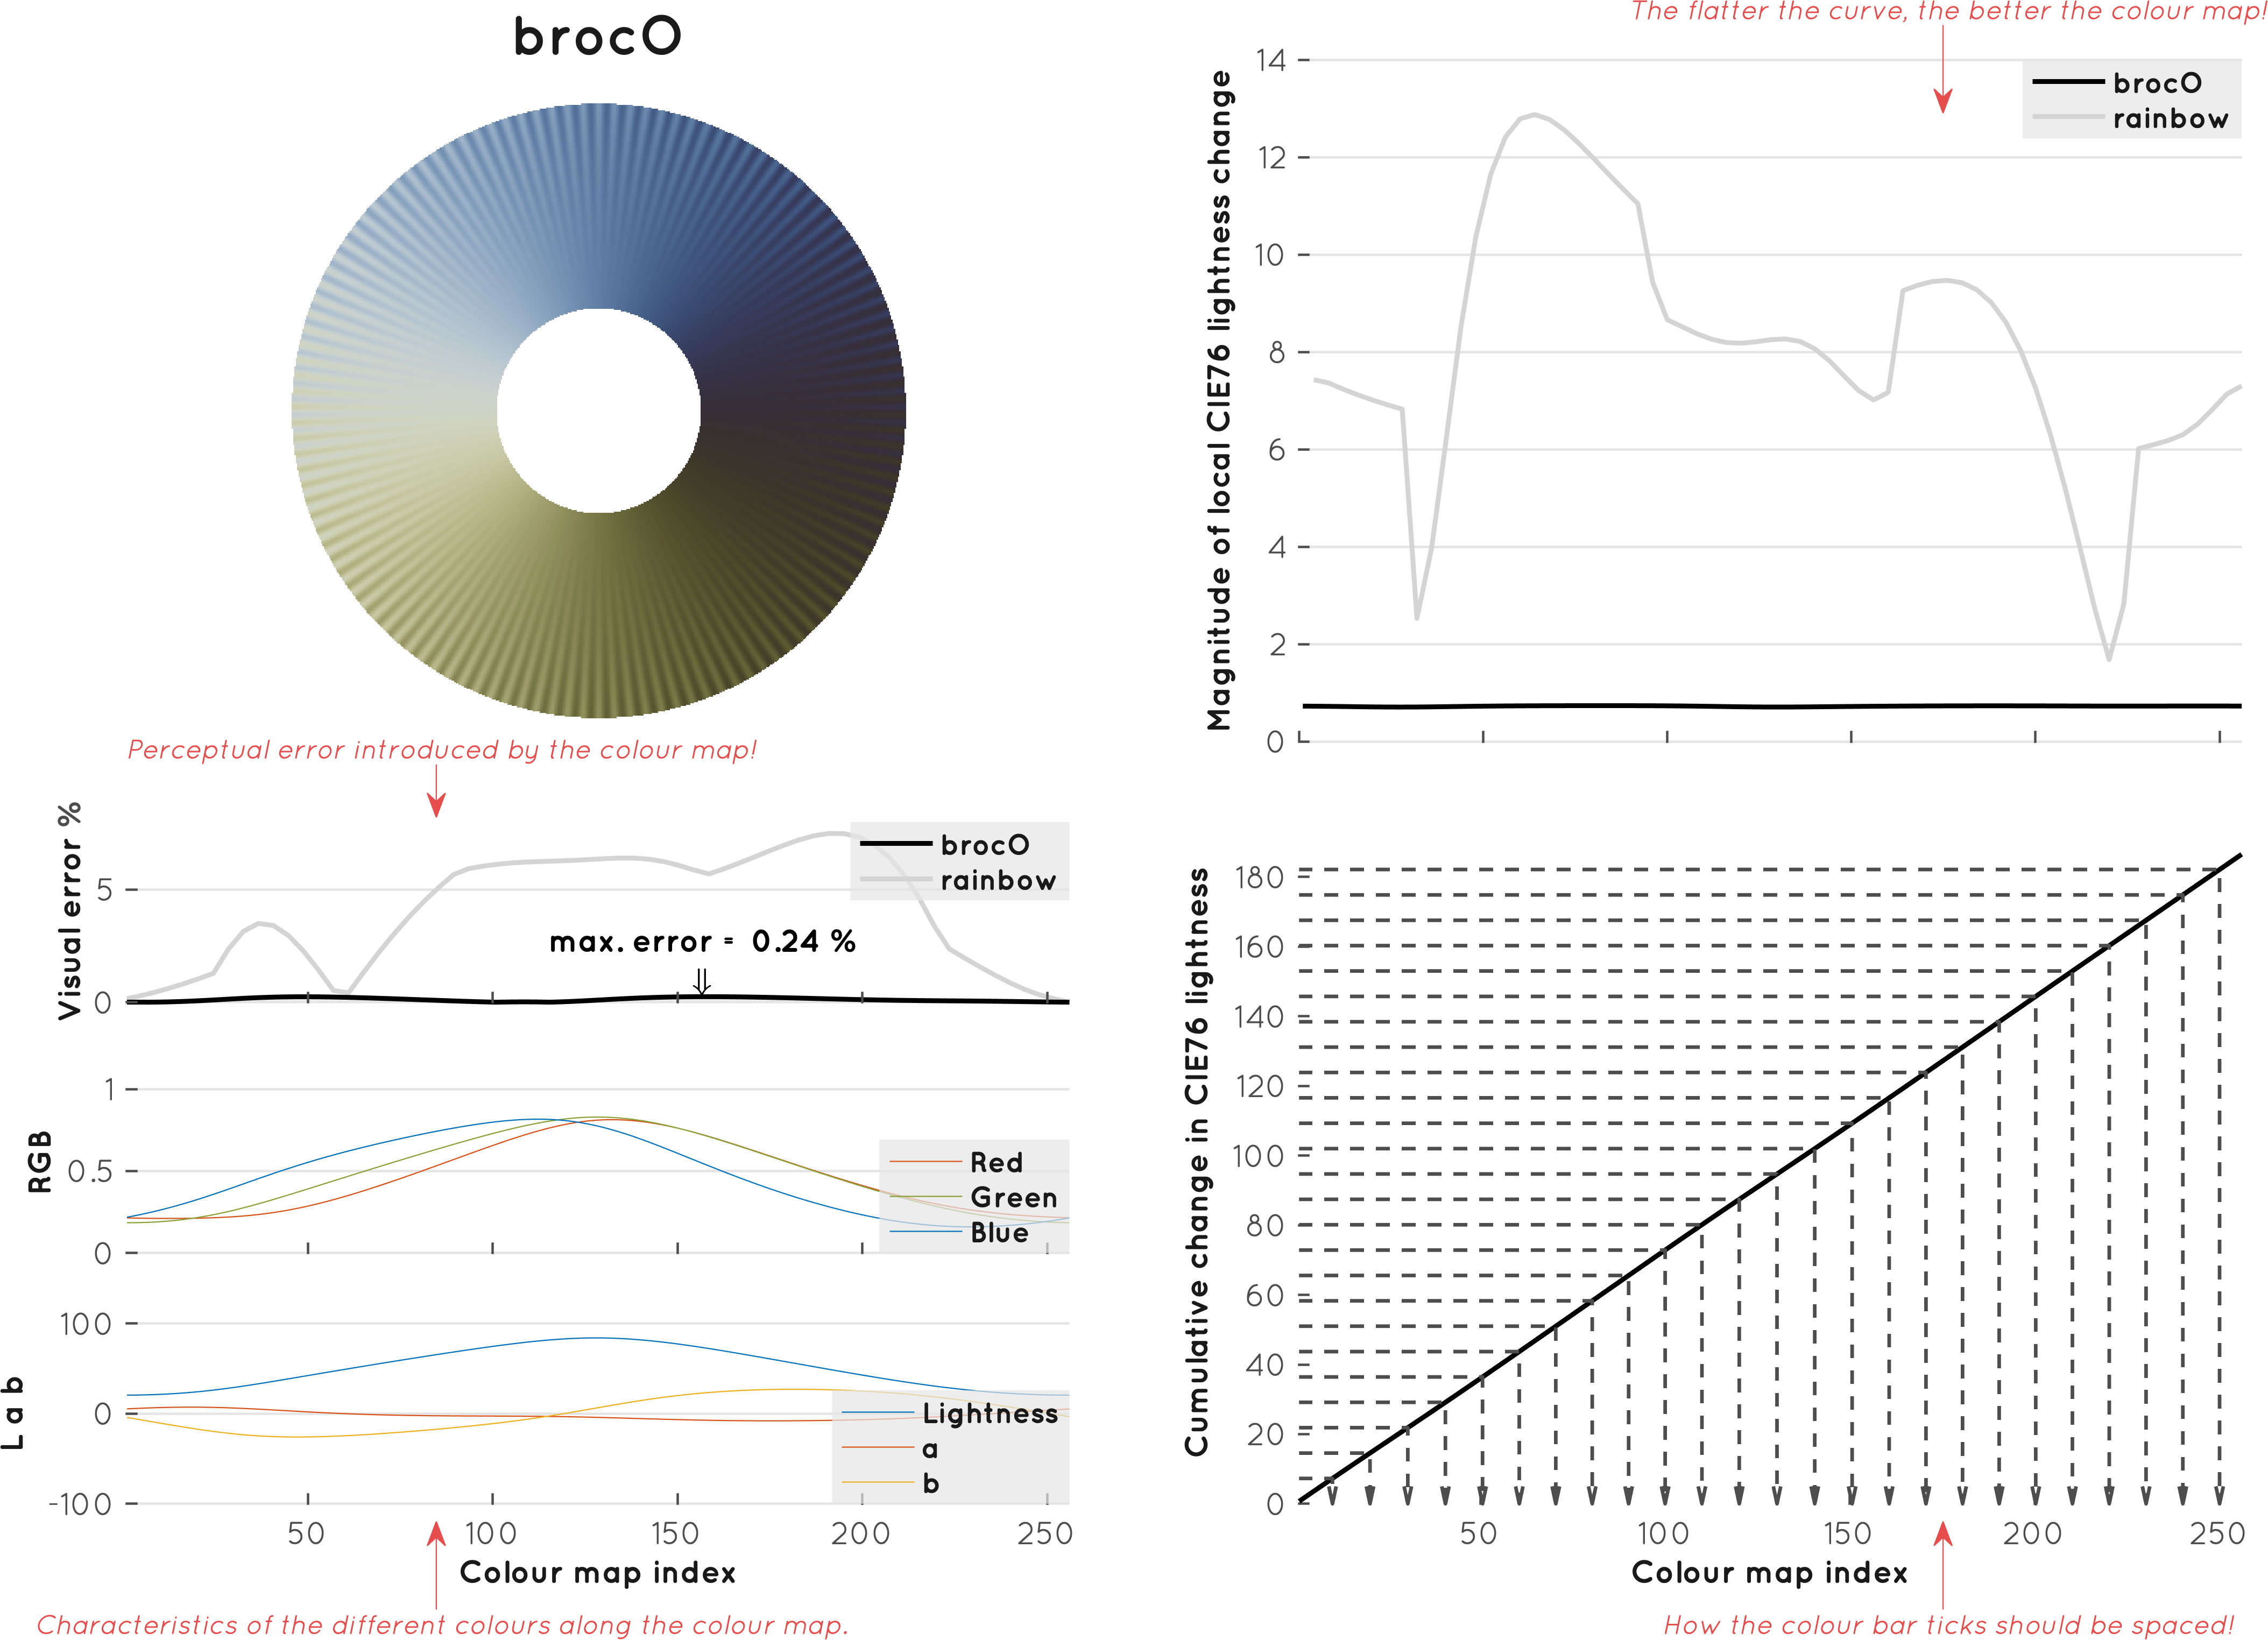 brocO
Perceptual error introduced by the colour map!
Visual error %
5
0
brocO
rainbow
max. error = 0.24 %
RGB
1
0.5
0
Red
Green
Blue
L a b
100
0
-100
Lightness
a
b
50 100 150 200 250
Colour map index
Characteristics of the different colours along the colour map.
The flatter the curve, the better the colour map!
Magnitude of local CIE76 lightness change
14
12
10
8
6
4
2
0
brocO
rainbow
Cumulative change in CIE76 lightness
180
160
140
120
100
80
60
40
20
0
50 100 150 200 250
Colour map index
How the colour bar ticks should be spaced!